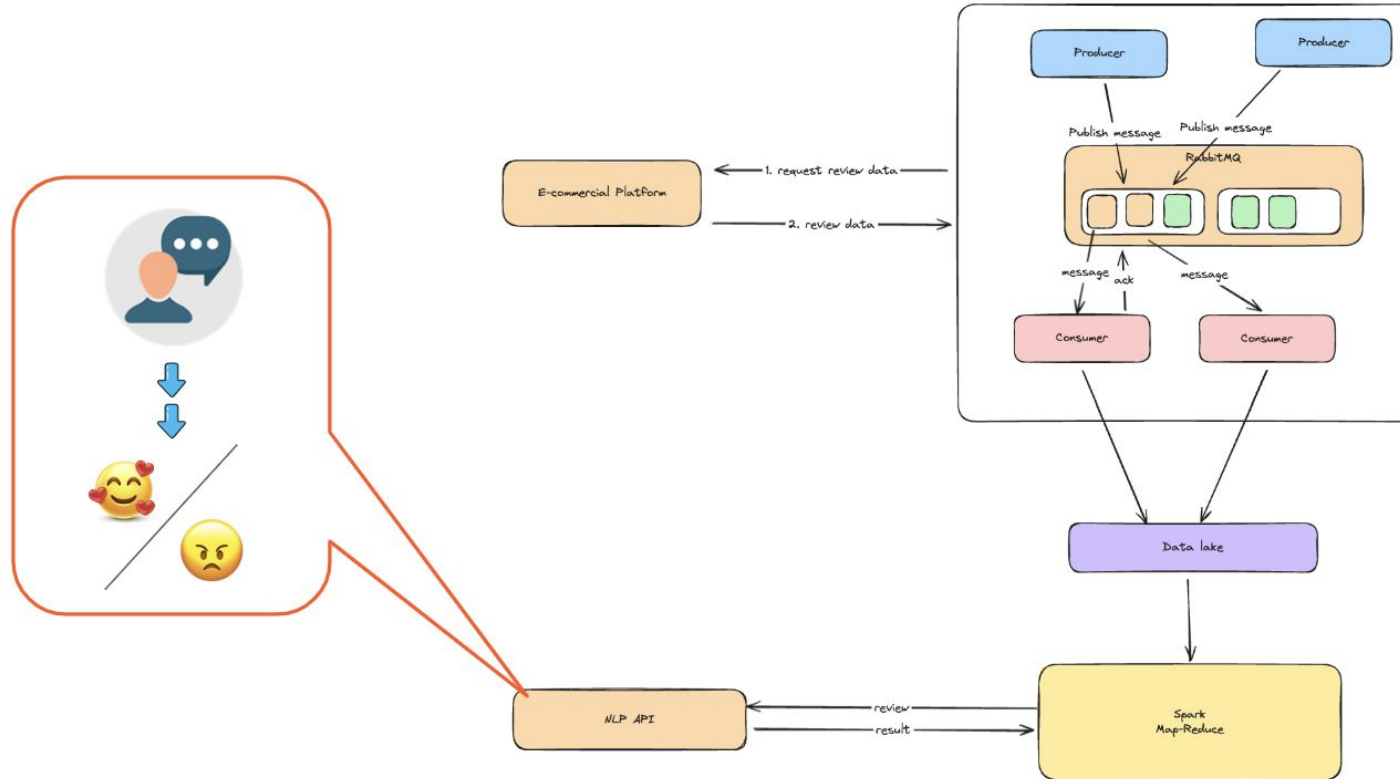 Producer
Producer
Publish message
Publish message
RabbitMQ
E-commercial Platform
1. request review data
2. review data
message
ack
message
Consumer
Consumer
Data lake
NLP API
review
result
Spark
Map-Reduce